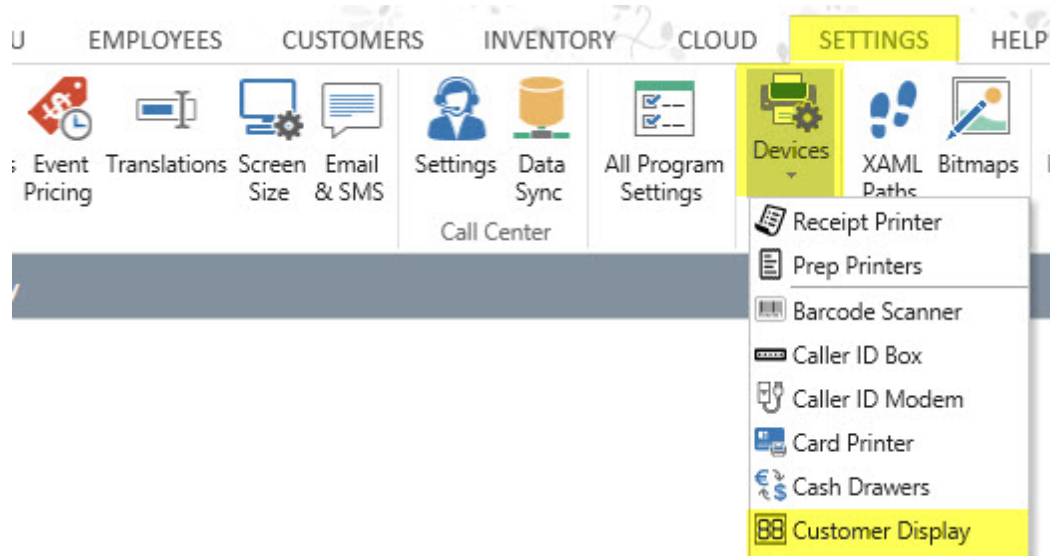 U EMPLOYEES CUSTOMERS INVENTORY CLOUD SETTINGS HELP
s Event Translations Screen Email Settings Data All Program Devices XAML Bitmaps
Pricing Size & SMS Sync Settings Paths
Call Center
y
Receipt Printer
Prep Printers
Barcode Scanner
Caller ID Box
Caller ID Modem
Card Printer
Cash Drawers
Customer Display